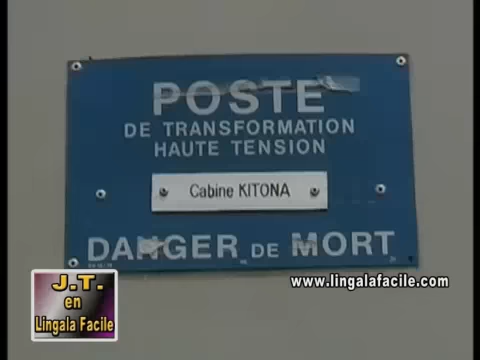 POSTE
DE TRANSFORMATION
HAUTE TENSION
Cabine KITONA
DANGER DE MORT
www.lingalafacile.com
J.T.
en
Lingala Facile